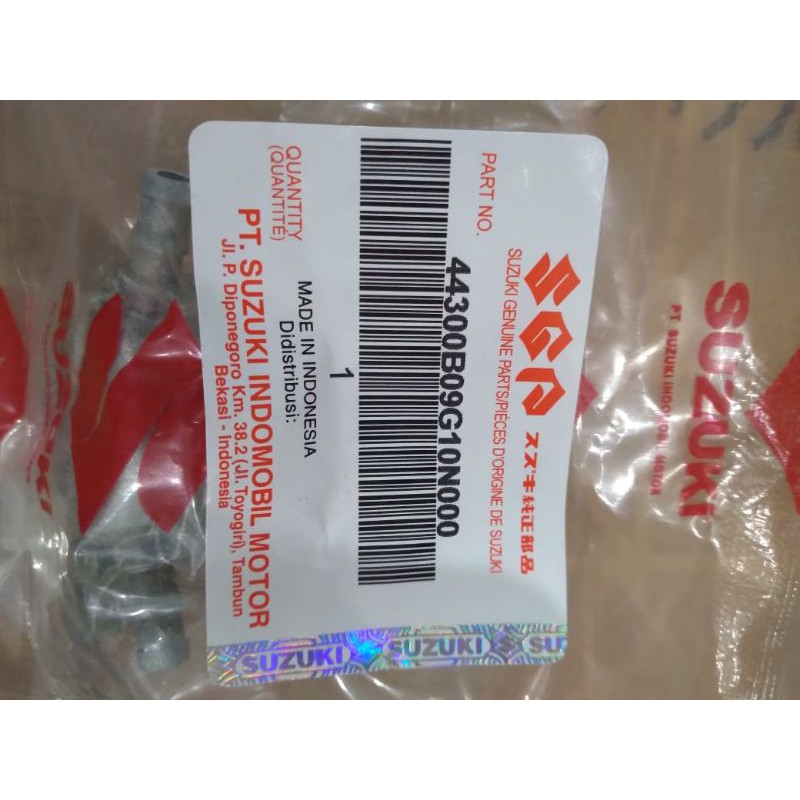 SGP スズキ純正部品
SUZUKI GENUINE PARTS/PIÈCES D'ORIGINE DE SUZUKI
PART NO.
44300B09G10N000
1
MADE IN INDONESIA
Didistribusi:
QUANTITY
(QUANTITÉ)
PT. SUZUKI INDOMOBIL MOTOR
Jl. P. Diponegoro Km. 38.2 (Jl. Toyogiri), Tambun
Bekasi - Indonesia
SUZUKI SUZUKI SU
SUZUKI
PT. SUZUKI INDOMOBIL MOTOR
SUZUKI